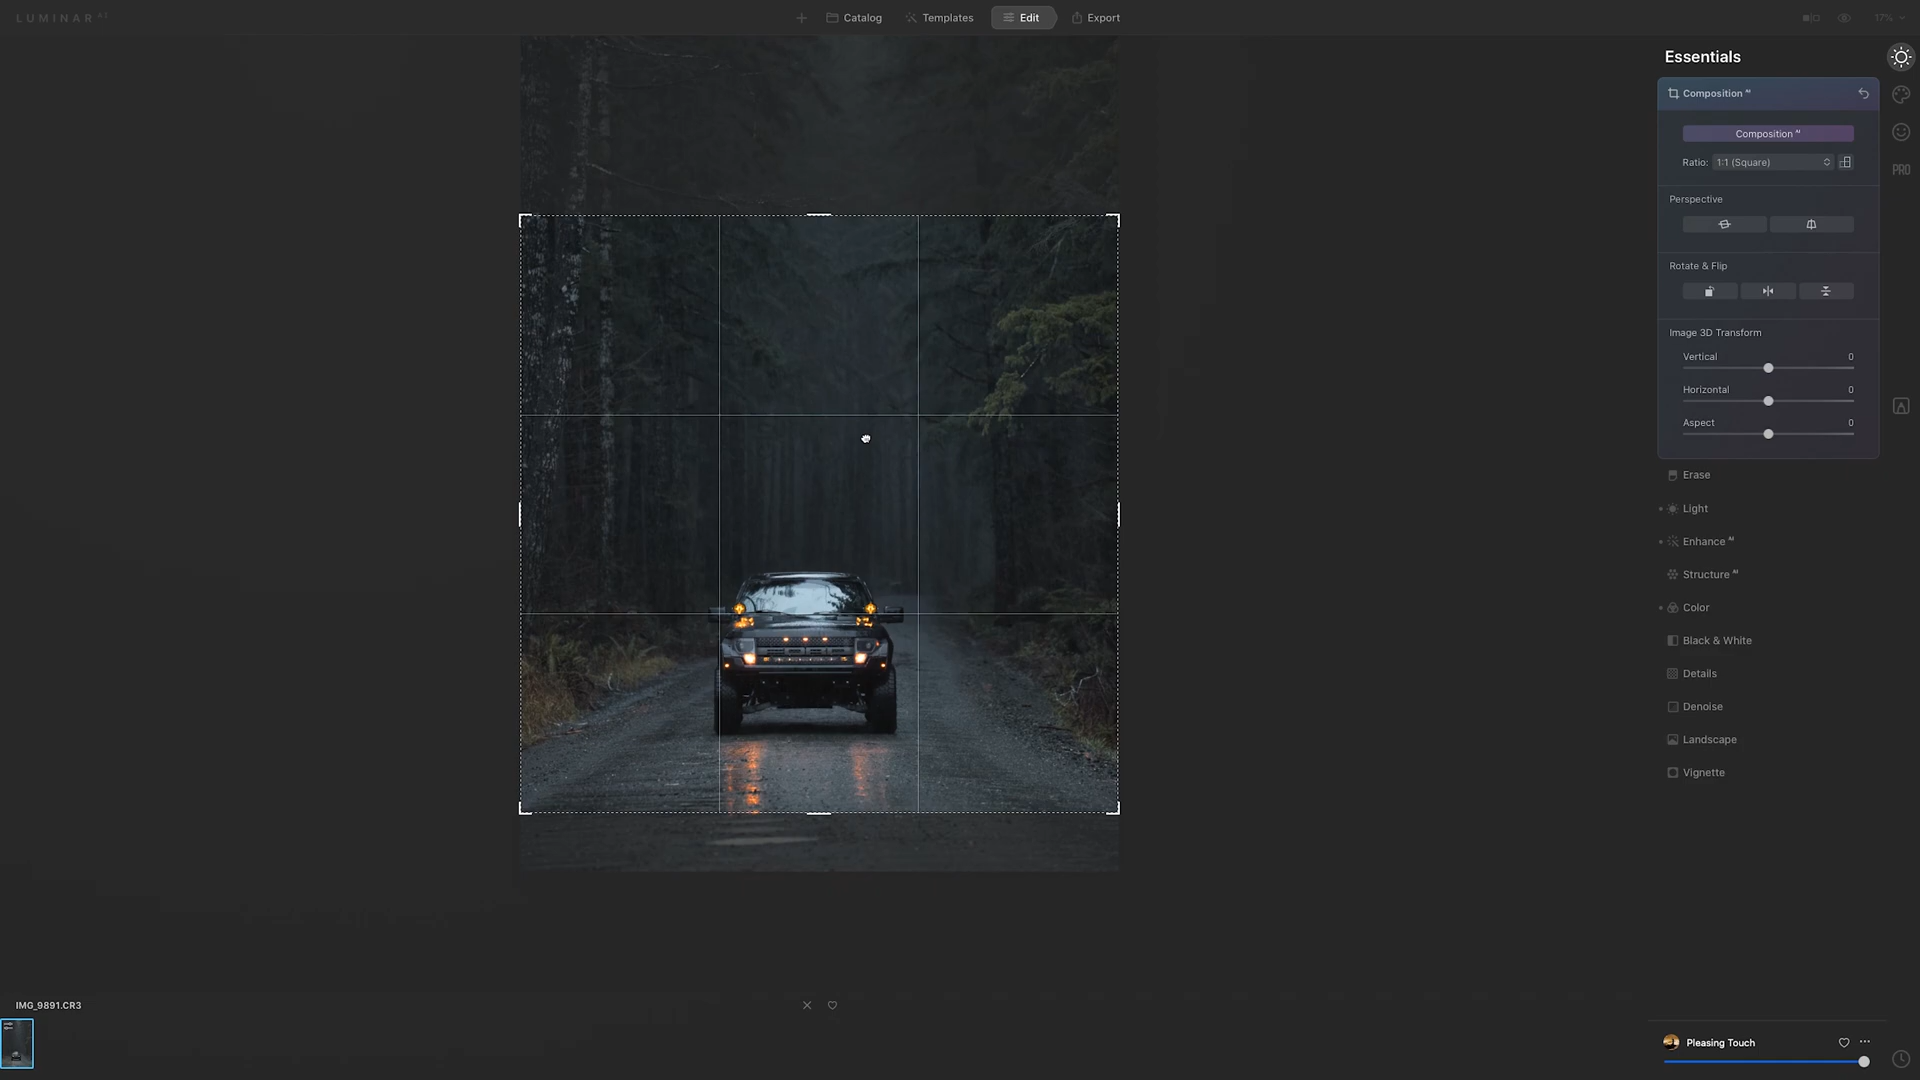 LUMINAR AI
Catalog
Templates
Edit
Export
17%
Essentials
Composition AI
Composition AI
Ratio: 1:1 (Square)
Perspective
Rotate & Flip
Image 3D Transform
Vertical 0
Horizontal 0
Aspect 0
Erase
Light
Enhance AI
Structure AI
Color
Black & White
Details
Denoise
Landscape
Vignette
PRO
IMG_9891.CR3
Pleasing Touch